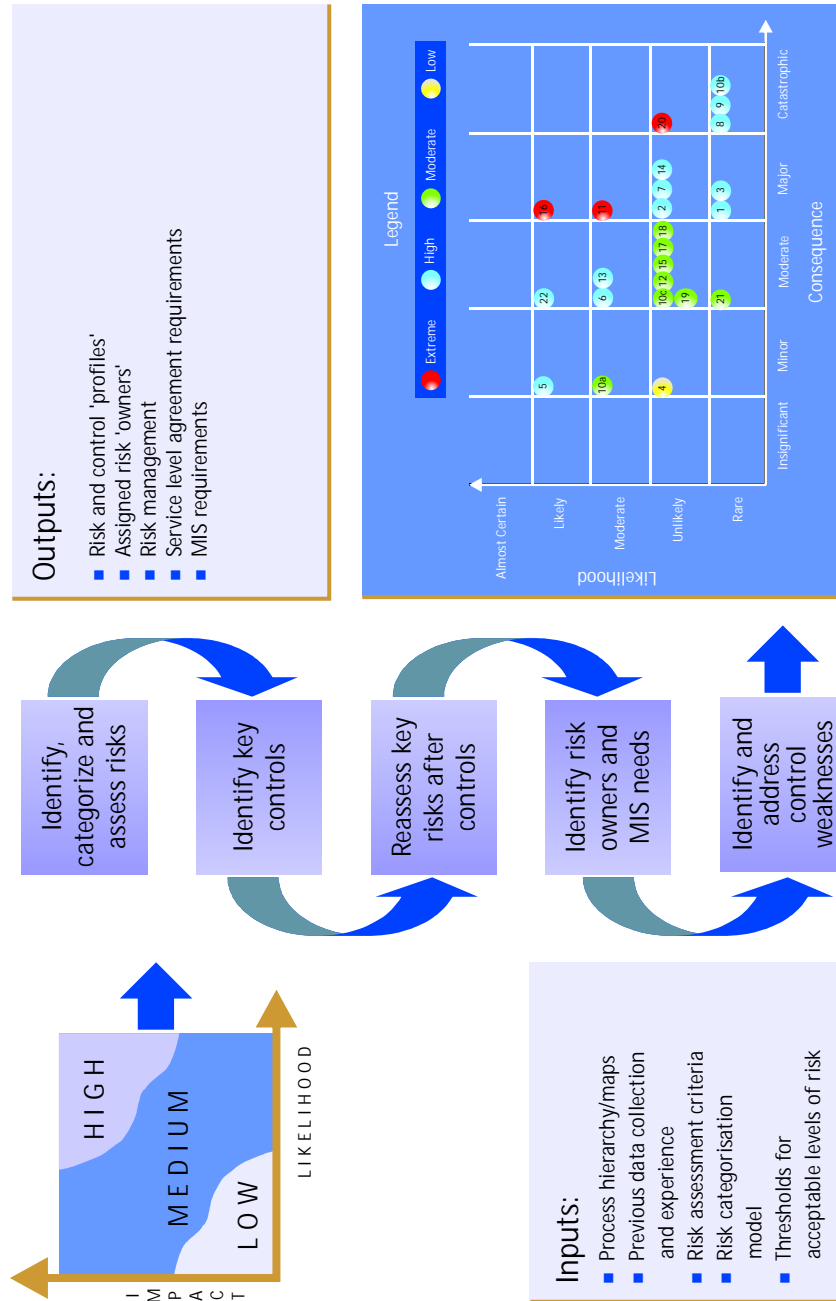 I
M
P
A
C
T
HIGH
MEDIUM
LOW
LIKELIHOOD
Inputs:
Process hierarchy/maps
Previous data collection
and experience
Risk assessment criteria
Risk categorisation
model
Thresholds for
acceptable levels of risk
Identify,
categorize and
assess risks
Identify key
controls
Reassess key
risks after
controls
Identify risk
owners and
MIS needs
Identify and
address
control
weaknesses
Outputs:
Risk and control 'profiles'
Assigned risk 'owners'
Risk management
Service level agreement requirements
MIS requirements
Legend
Extreme High Moderate Low
Likelihood
Almost Certain
Likely
5 22 16
Moderate
10a 6 13 11
Unlikely
4 10c 12 15 17 18 2 7 14 20
19
Rare
21 1 3 8 9 10b
Insignificant Minor Moderate Major Catastrophic
Consequence